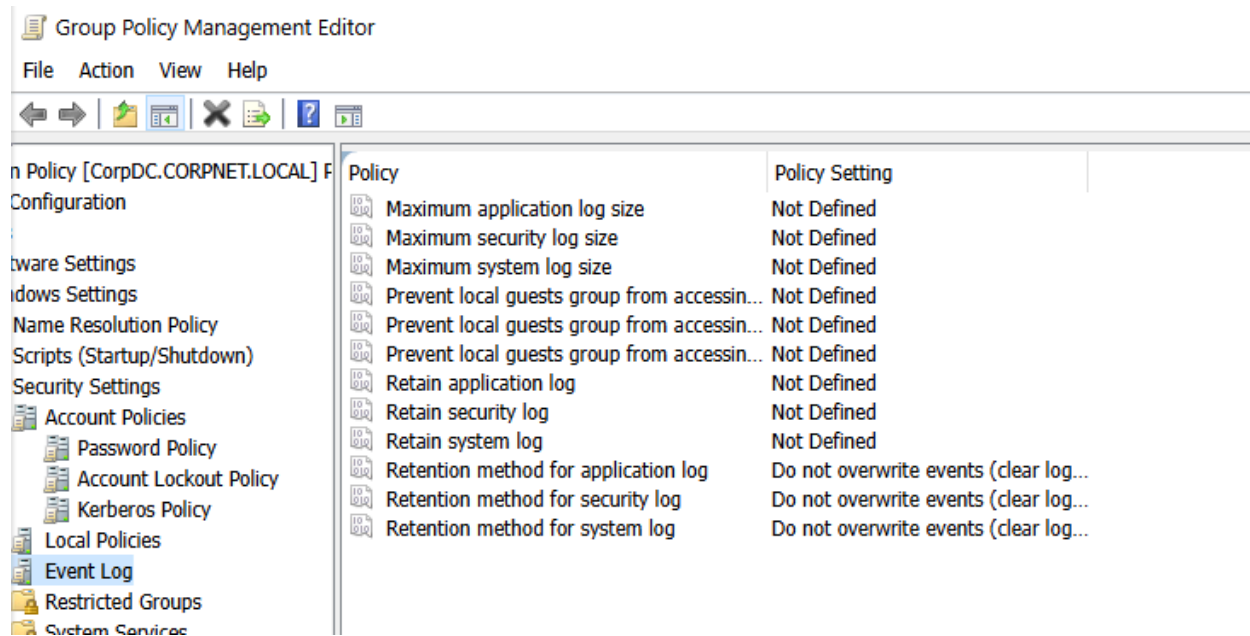 Group Policy Management Editor
File Action View Help
n Policy [CorpDC.CORPNET.LOCAL] P
Configuration
tware Settings
dows Settings
Name Resolution Policy
Scripts (Startup/Shutdown)
Security Settings
Account Policies
Password Policy
Account Lockout Policy
Kerberos Policy
Local Policies
Event Log
Restricted Groups
System Services
Policy Policy Setting
Maximum application log size Not Defined
Maximum security log size Not Defined
Maximum system log size Not Defined
Prevent local guests group from accessin... Not Defined
Prevent local guests group from accessin... Not Defined
Prevent local guests group from accessin... Not Defined
Retain application log Not Defined
Retain security log Not Defined
Retain system log Not Defined
Retention method for application log Do not overwrite events (clear log...
Retention method for security log Do not overwrite events (clear log...
Retention method for system log Do not overwrite events (clear log...